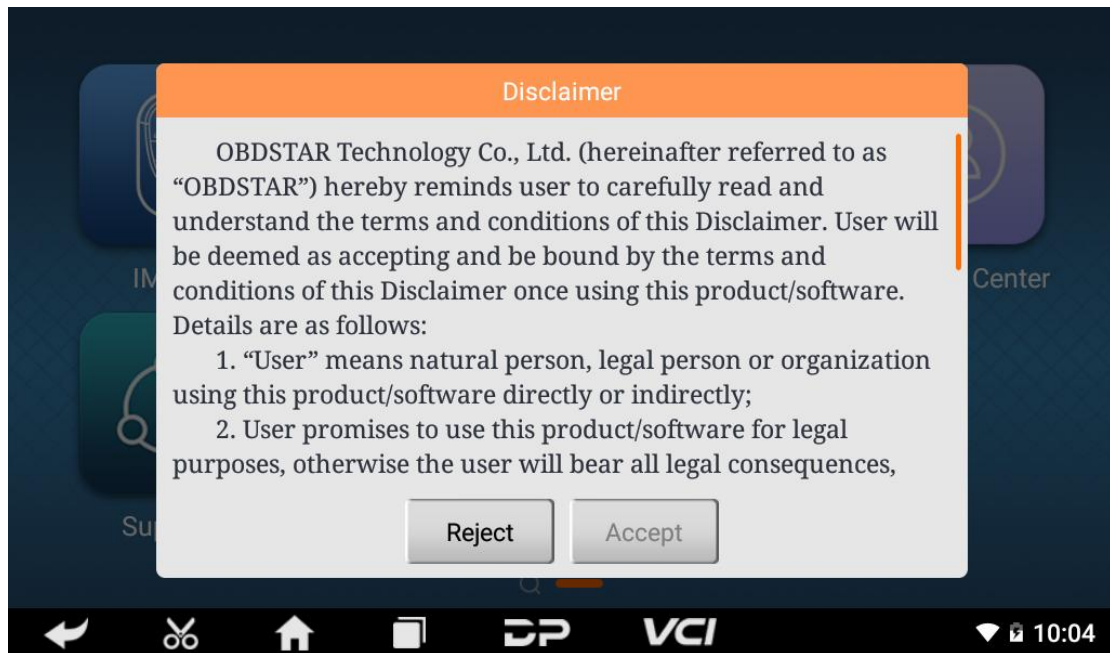 Disclaimer
OBDSTAR Technology Co., Ltd. (hereinafter referred to as
“OBDSTAR”) hereby reminds user to carefully read and
understand the terms and conditions of this Disclaimer. User will
be deemed as accepting and be bound by the terms and
conditions of this Disclaimer once using this product/software.
Details are as follows:
1. “User” means natural person, legal person or organization
using this product/software directly or indirectly;
2. User promises to use this product/software for legal
purposes, otherwise the user will bear all legal consequences,
Reject
Accept
IM
Center
Su
DP
VCI
10:04